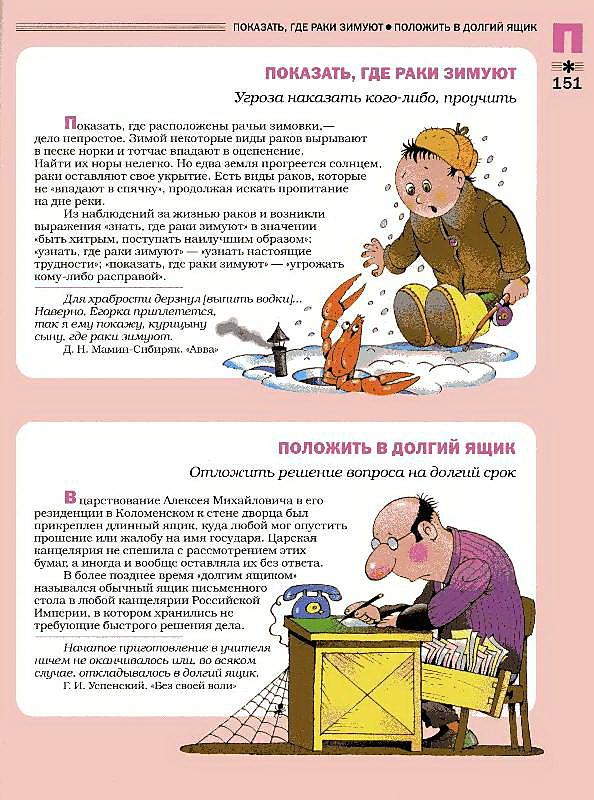 ПОКАЗАТЬ, ГДЕ РАКИ ЗИМУЮТ • ПОЛОЖИТЬ В ДОЛГИЙ ЯЩИК
П
151
ПОКАЗАТЬ, ГДЕ РАКИ ЗИМУЮТ
Угроза наказать кого-либо, проучить
Показать, где расположены рачьи зимовки,—
дело непростое. Зимой некоторые виды раков вырывают
в песке норки и тотчас впадают в оцепенение.
Найти их норы нелегко. Но едва земля прогреется солнцем,
раки оставляют свое укрытие. Есть виды раков, которые
не «впадают в спячку», продолжая искать пропитание
на дне реки.
Из наблюдений за жизнью раков и возникли
выражения «знать, где раки зимуют» в значении
«быть хитрым, поступать наилучшим образом»;
«узнать, где раки зимуют» — «узнать настоящие
трудности»; «показать, где раки зимуют» — «угрожать
кому-либо расправой».
Для храбрости дерзнул [выпить водки]...
Наверно, Егорка приплетется,
так я ему покажу, курицыну
сыну, где раки зимуют.
Д. Н. Мамин-Сибиряк. «Авва»
ПОЛОЖИТЬ В ДОЛГИЙ ЯЩИК
Отложить решение вопроса на долгий срок
В царствование Алексея Михайловича в его
резиденции в Коломенском к стене дворца был
прикреплен длинный ящик, куда любой мог опустить
прошение или жалобу на имя государя. Царская
канцелярия не спешила с рассмотрением этих
бумаг, а иногда и вообще оставляла их без ответа.
В более позднее время «долгим ящиком»
назывался обычный ящик письменного
стола в любой канцелярии Российской
Империи, в котором хранились не
требующие быстрого решения дела.
Начатое приготовление в учителя
ничем не оканчивалось или, во всяком
случае, откладывалось в долгий ящик.
Г. И. Успенский. «Без своей воли»